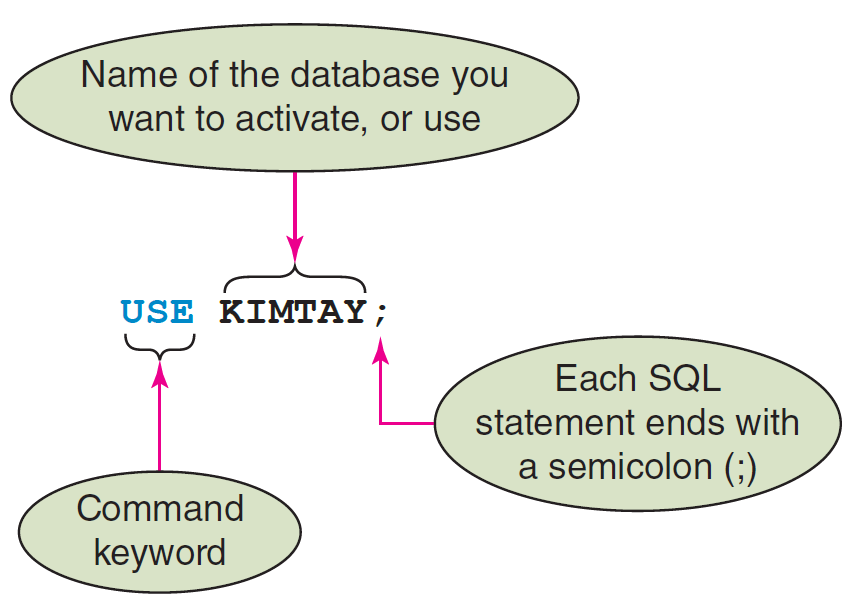 Name of the database you
want to activate, or use
USE KIMTAY;
Each SQL
statement ends with
a semicolon (;)
Command
keyword